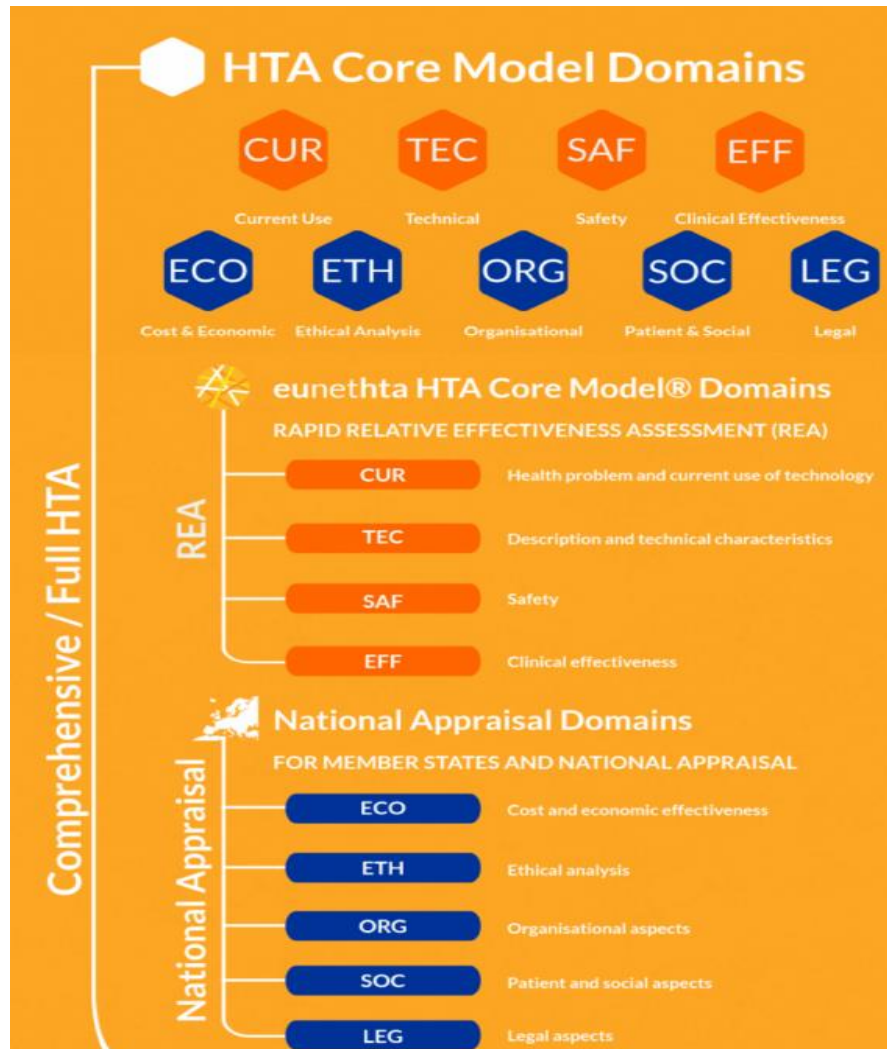 HTA Core Model Domains
CUR TEC SAF EFF
Current Use Technical Safety Clinical Effectiveness
ECO ETH ORG SOC LEG
Cost & Economic Ethical Analysis Organisational Patient & Social Legal
Comprehensive / Full HTA
eunethta HTA Core Model® Domains
RAPID RELATIVE EFFECTIVENESS ASSESSMENT (REA)
REA
CUR Health problem and current use of technology
TEC Description and technical characteristics
SAF Safety
EFF Clinical effectiveness
National Appraisal Domains
FOR MEMBER STATES AND NATIONAL APPRAISAL
National Appraisal
ECO Cost and economic effectiveness
ETH Ethical analysis
ORG Organisational aspects
SOC Patient and social aspects
LEG Legal aspects